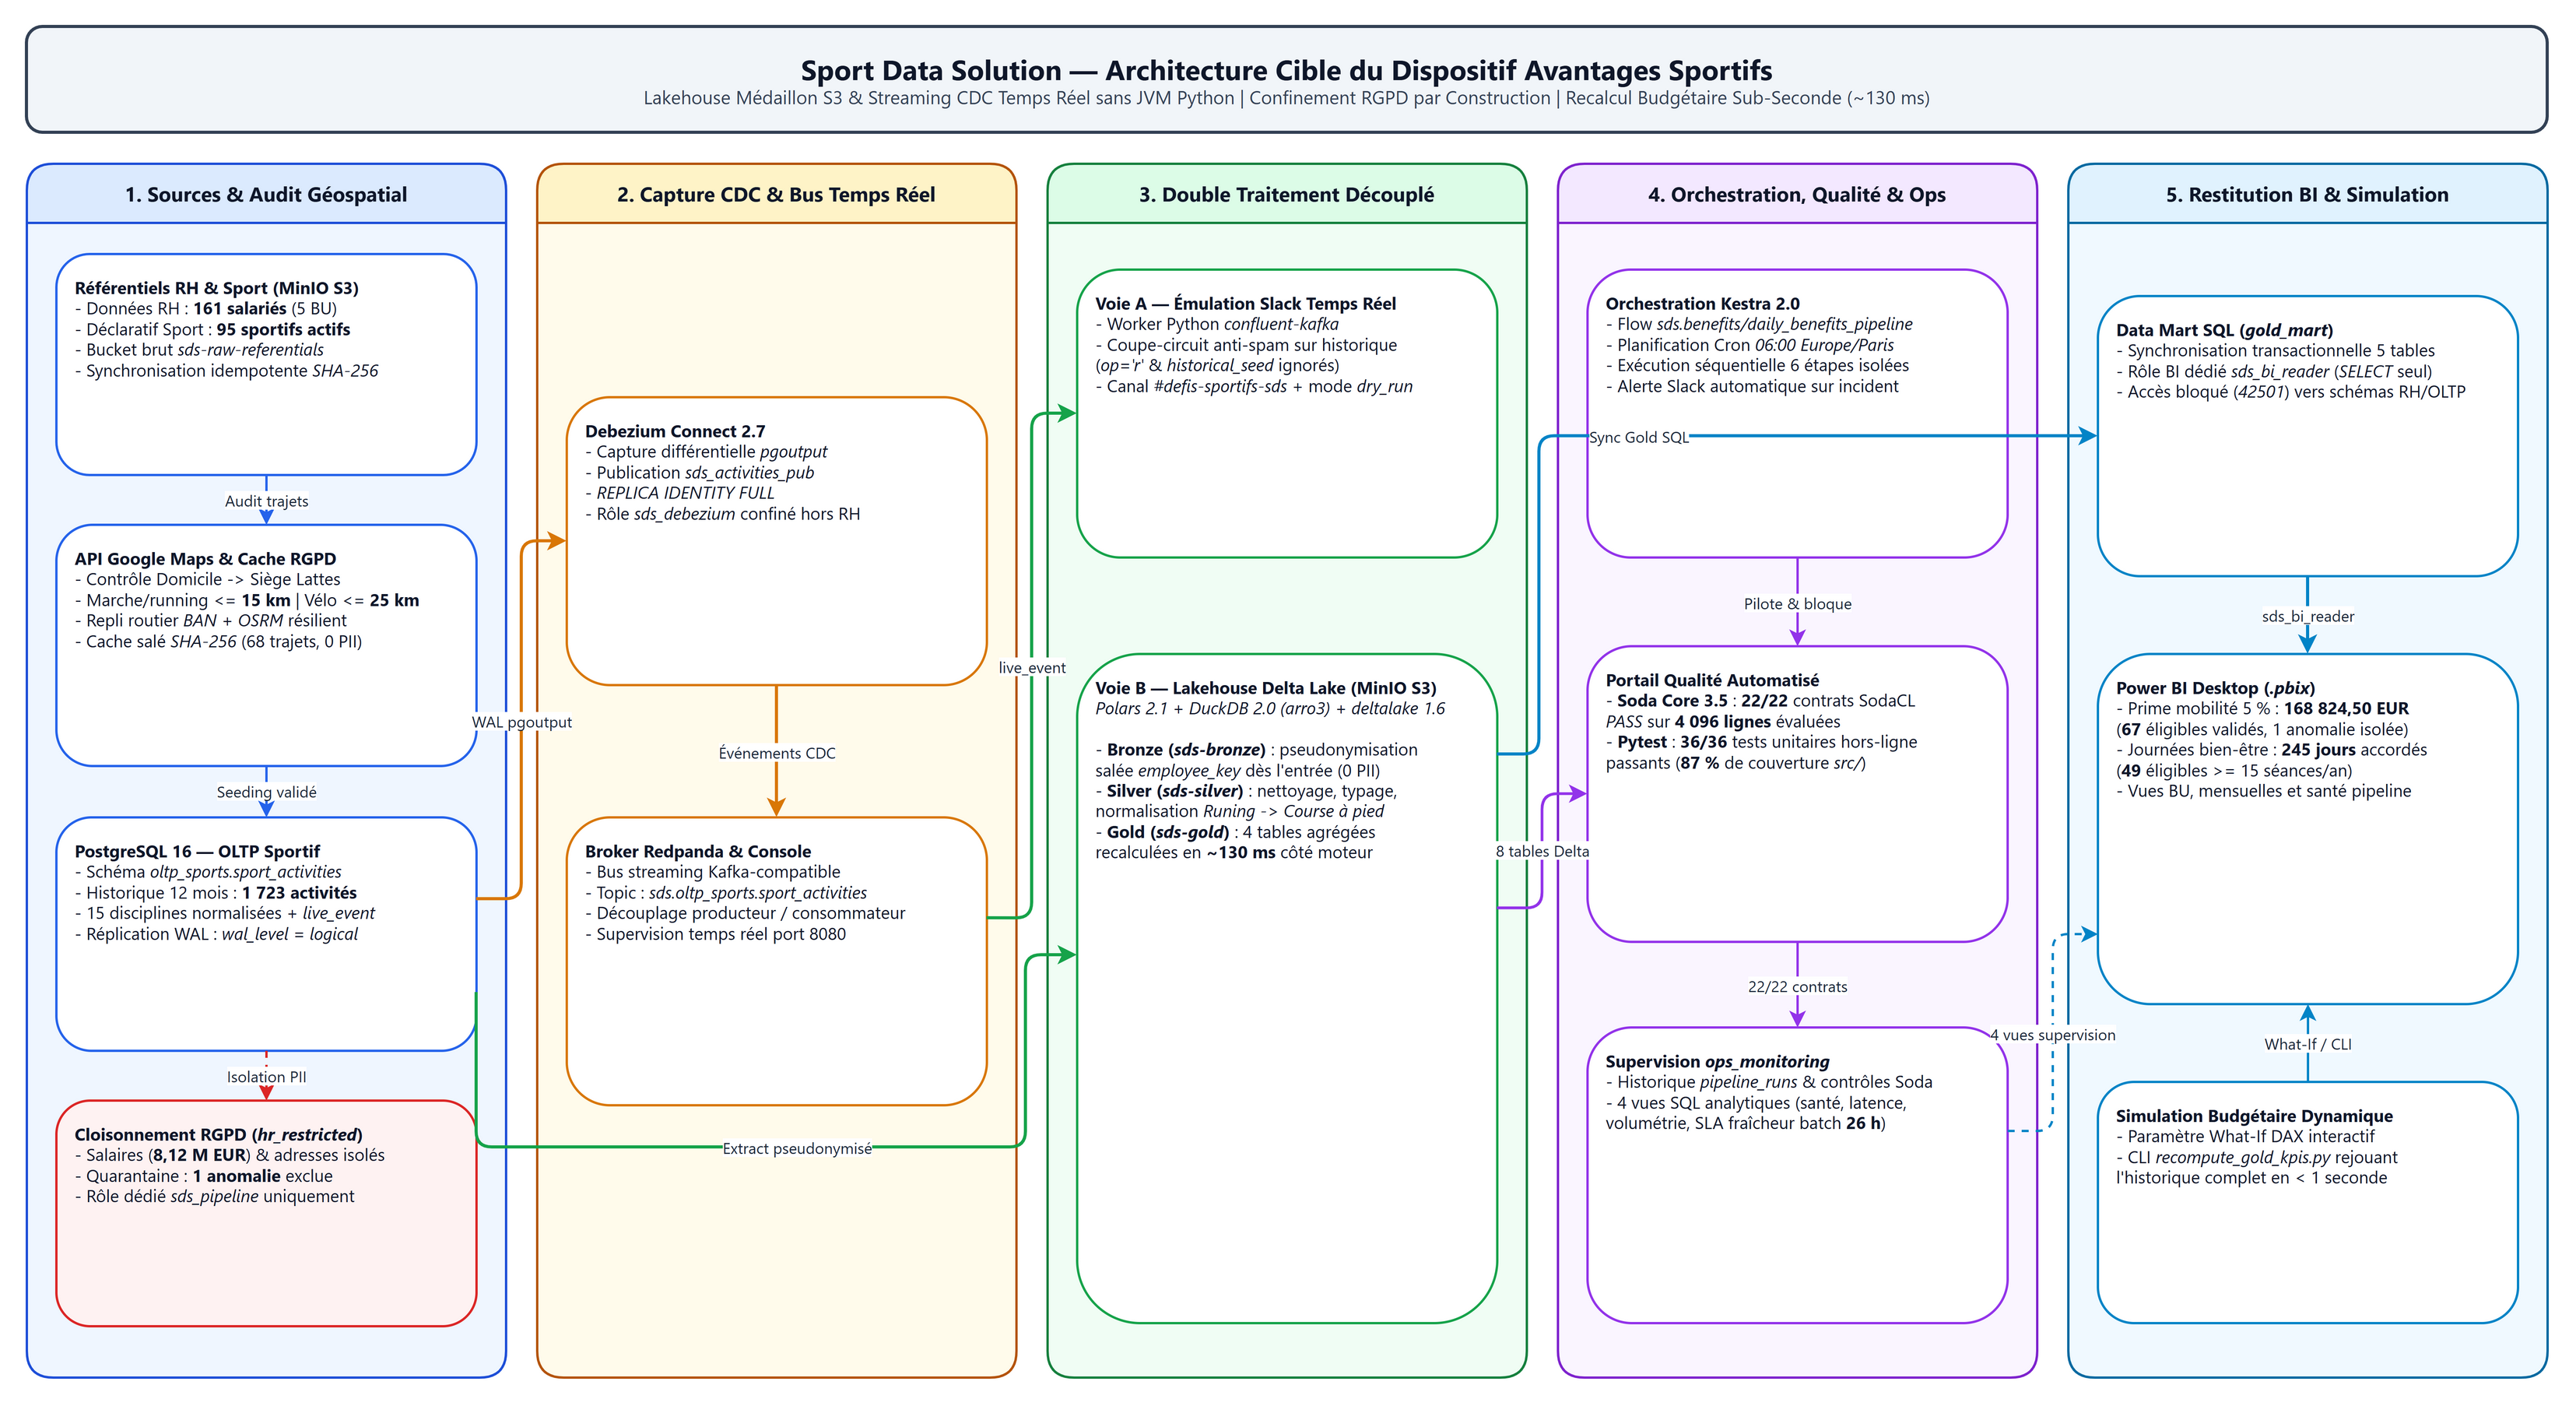 Sport Data Solution — Architecture Cible du Dispositif Avantages Sportifs
Lakehouse Médaillon S3 & Streaming CDC Temps Réel sans JVM Python | Confinement RGPD par Construction | Recalcul Budgétaire Sub-Seconde (~130 ms)
1. Sources & Audit Géospatial
Référentiels RH & Sport (MinIO S3)
- Données RH : 161 salariés (5 BU)
- Déclaratif Sport : 95 sportifs actifs
- Bucket brut sds-raw-referentials
- Synchronisation idempotente SHA-256
Audit trajets
API Google Maps & Cache RGPD
- Contrôle Domicile -> Siège Lattes
- Marche/running <= 15 km | Vélo <= 25 km
- Repli routier BAN + OSRM résilient
- Cache salé SHA-256 (68 trajets, 0 PII)
Seeding validé
PostgreSQL 16 — OLTP Sportif
- Schéma oltp_sports.sport_activities
- Historique 12 mois : 1 723 activités
- 15 disciplines normalisées + live_event
- Réplication WAL : wal_level = logical
Isolation PII
Cloisonnement RGPD (hr_restricted)
- Salaires (8,12 M EUR) & adresses isolés
- Quarantaine : 1 anomalie exclue
- Rôle dédié sds_pipeline uniquement
WAL pgoutput
2. Capture CDC & Bus Temps Réel
Debezium Connect 2.7
- Capture différentielle pgoutput
- Publication sds_activities_pub
- REPLICA IDENTITY FULL
- Rôle sds_debezium confiné hors RH
Événements CDC
Broker Redpanda & Console
- Bus streaming Kafka-compatible
- Topic : sds.oltp_sports.sport_activities
- Découplage producteur / consommateur
- Supervision temps réel port 8080
Extract pseudonymisé
live_event
3. Double Traitement Découplé
Voie A — Émulation Slack Temps Réel
- Worker Python confluent-kafka
- Coupe-circuit anti-spam sur historique
(op='r' & historical_seed ignorés)
- Canal #defis-sportifs-sds + mode dry_run
Voie B — Lakehouse Delta Lake (MinIO S3)
Polars 2.1 + DuckDB 2.0 (arro3) + deltalake 1.6
- Bronze (sds-bronze) : pseudonymisation
salée employee_key dès l'entrée (0 PII)
- Silver (sds-silver) : nettoyage, typage,
normalisation Runing -> Course à pied
- Gold (sds-gold) : 4 tables agrégées
recalculées en ~130 ms côté moteur
8 tables Delta
4. Orchestration, Qualité & Ops
Orchestration Kestra 2.0
- Flow sds.benefits/daily_benefits_pipeline
- Planification Cron 06:00 Europe/Paris
- Exécution séquentielle 6 étapes isolées
- Alerte Slack automatique sur incident
Sync Gold SQL
Pilote & bloque
Portail Qualité Automatisé
- Soda Core 3.5 : 22/22 contrats SodaCL
PASS sur 4 096 lignes évaluées
- Pytest : 36/36 tests unitaires hors-ligne
passants (87 % de couverture src/)
22/22 contrats
Supervision ops_monitoring
- Historique pipeline_runs & contrôles Soda
- 4 vues SQL analytiques (santé, latence,
volumétrie, SLA fraîcheur batch 26 h)
4 vues supervision
5. Restitution BI & Simulation
Data Mart SQL (gold_mart)
- Synchronisation transactionnelle 5 tables
- Rôle BI dédié sds_bi_reader (SELECT seul)
- Accès bloqué (42501) vers schémas RH/OLTP
sds_bi_reader
Power BI Desktop (.pbix)
- Prime mobilité 5 % : 168 824,50 EUR
(67 éligibles validés, 1 anomalie isolée)
- Journées bien-être : 245 jours accordés
(49 éligibles >= 15 séances/an)
- Vues BU, mensuelles et santé pipeline
What-If / CLI
Simulation Budgétaire Dynamique
- Paramètre What-If DAX interactif
- CLI recompute_gold_kpis.py rejouant
l'historique complet en < 1 seconde